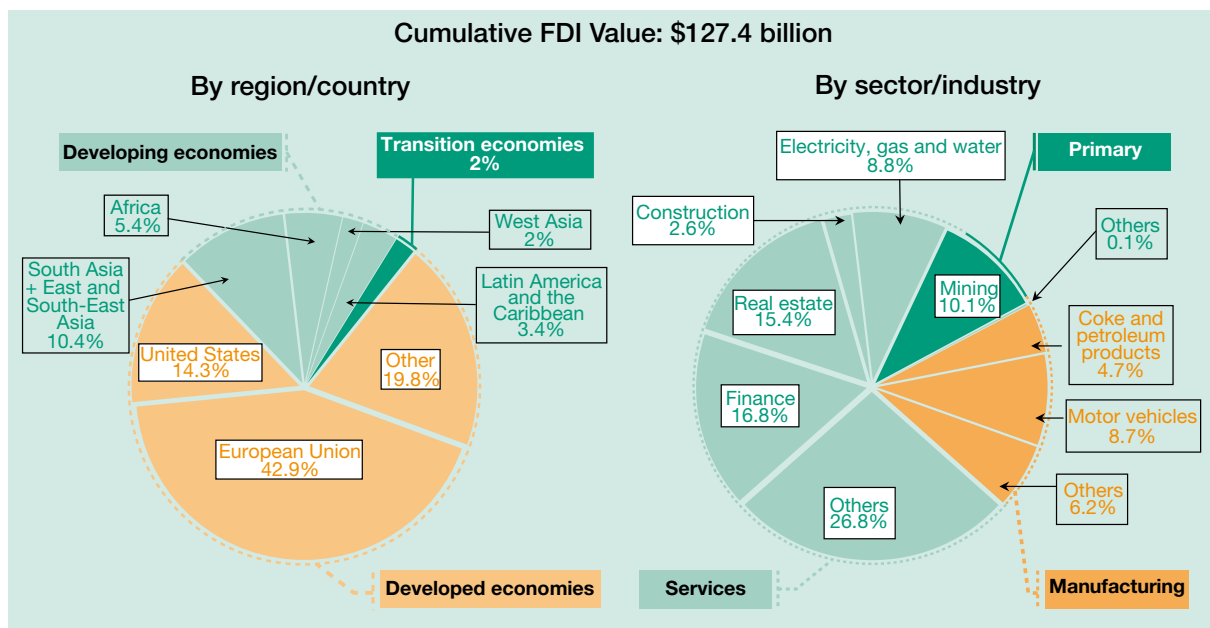 Cumulative FDI Value: $127.4 billion
By region/country
Developing economies
Transition economies
2%
Africa
5.4%
West Asia
2%
South Asia
+ East and
South-East
Asia
10.4%
Latin America
and the
Caribbean
3.4%
United States
14.3%
Other
19.8%
European Union
42.9%
Developed economies
By sector/industry
Electricity, gas and water
8.8%
Primary
Construction
2.6%
Others
0.1%
Mining
10.1%
Real estate
15.4%
Coke and
petroleum
products
4.7%
Finance
16.8%
Motor vehicles
8.7%
Others
26.8%
Others
6.2%
Services
Manufacturing